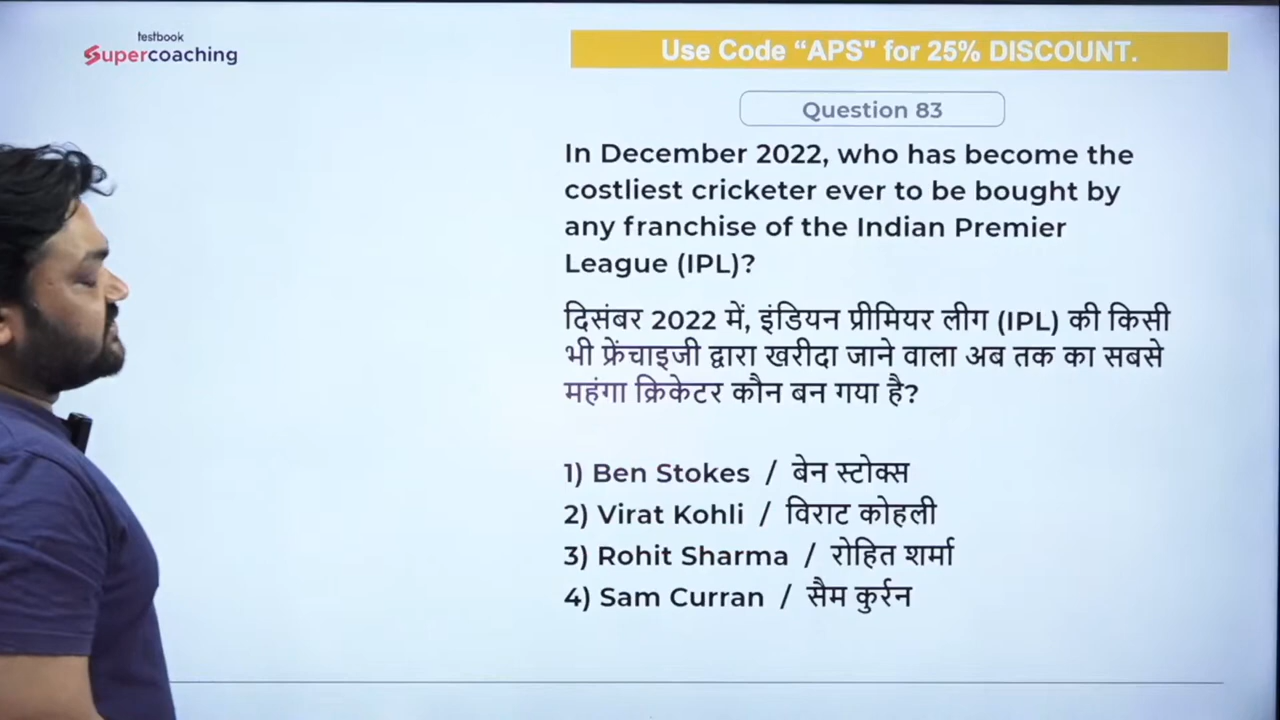 testbook
Supercoaching
Use Code “APS" for 25% DISCOUNT.
Question 83
In December 2022, who has become the
costliest cricketer ever to be bought by
any franchise of the Indian Premier
League (IPL)?
दिसंबर 2022 में, इंडियन प्रीमियर लीग (IPL) की किसी
भी फ्रेंचाइजी द्वारा खरीदा जाने वाला अब तक का सबसे
महंगा क्रिकेटर कौन बन गया है?
1) Ben Stokes / बेन स्टोक्स
2) Virat Kohli / विराट कोहली
3) Rohit Sharma / रोहित शर्मा
4) Sam Curran / सैम कुर्रन